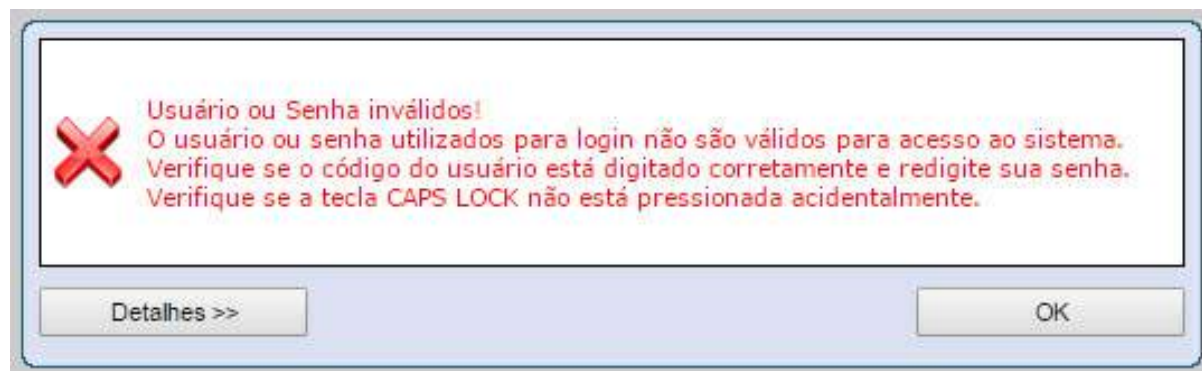 Usuário ou Senha inválidos!
O usuário ou senha utilizados para login não são válidos para acesso ao sistema.
Verifique se o código do usuário está digitado corretamente e redigite sua senha.
Verifique se a tecla CAPS LOCK não está pressionada acidentalmente.
Detalhes >>
OK